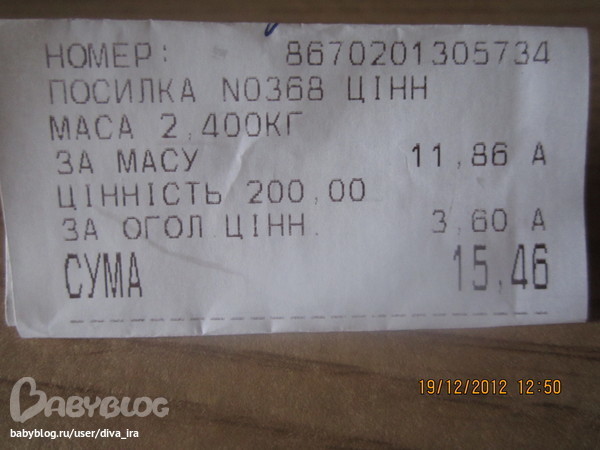 НОМЕР: 8670201305734
ПОСИЛКА N0368 ЦІНН
МАСА 2,400КГ
ЗА МАСУ 11,86 А
ЦІННІСТЬ 200,00
ЗА ОГОЛ.ЦІНН. 3,60 А
СУМА 15,46
19/12/2012 12:50
BABYBLOG
babyblog.ru/user/diva_ira